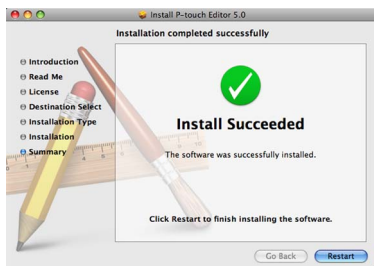 Install P-touch Editor 5.0
Installation completed successfully
Introduction
Read Me
License
Destination Select
Installation Type
Installation
Summary
Install Succeeded
The software was successfully installed.
Click Restart to finish installing the software.
Go Back
Restart